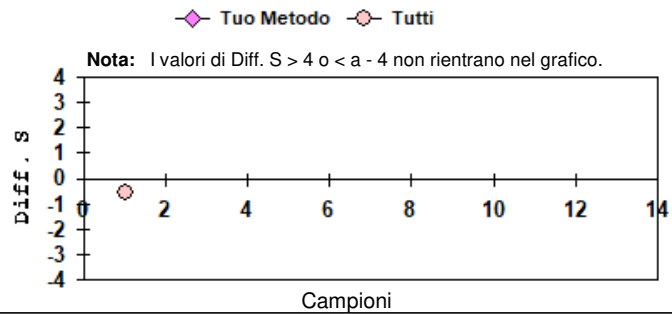 Tuo Metodo Tutti
Nota: I valori di Diff. S > 4 o < a - 4 non rientrano nel grafico.
4
3
2
1
0
-1
-2
-3
-4
Diff. S
0 2 4 6 8 10 12 14
Campioni